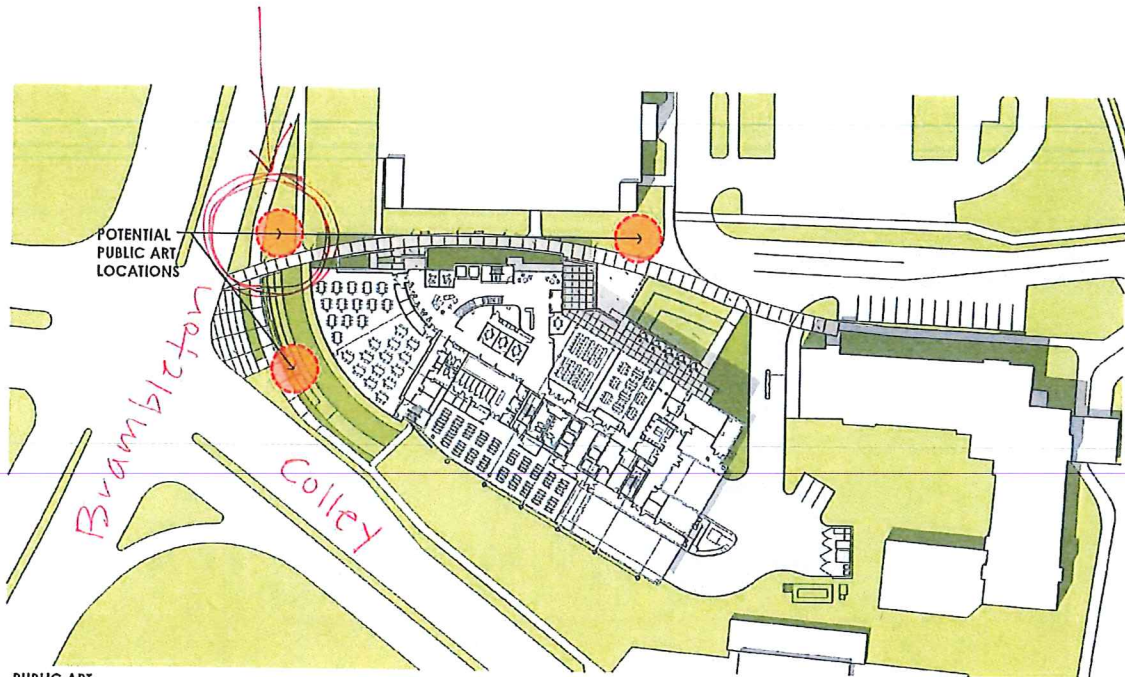 POTENTIAL
PUBLIC ART
LOCATIONS
Brambleton
Colley
PUBLIC ART